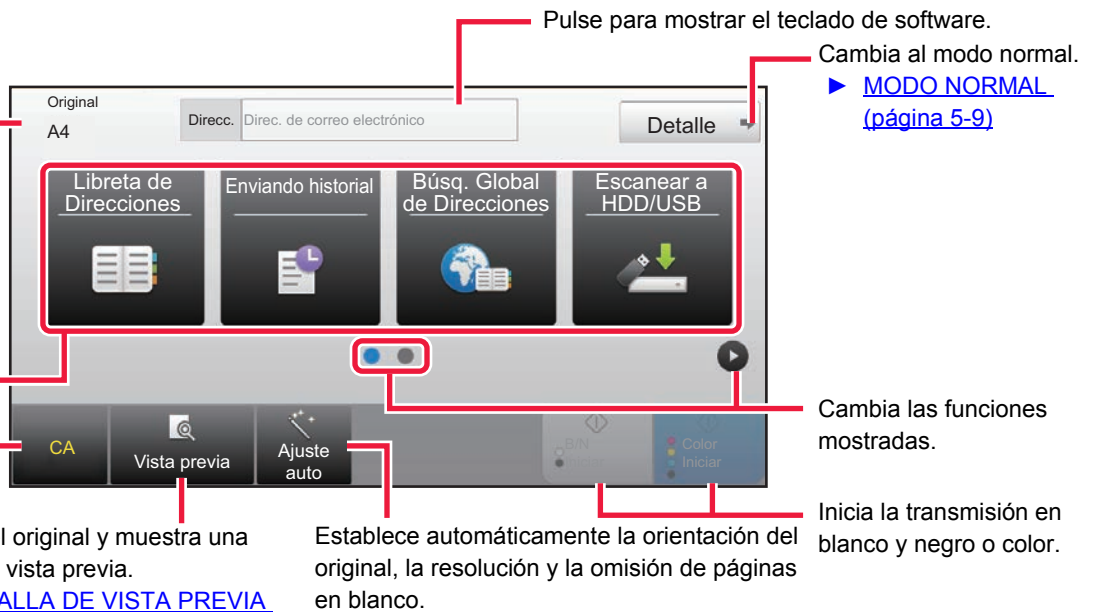 Pulse para mostrar el teclado de software.
Cambia al modo normal.
► MODO NORMAL
(página 5-9)
Original
A4
Direcc.
Direc. de correo electrónico
Detalle
Libreta de
Direcciones
Enviando historial
Búsq. Global
de Direcciones
Escanear a
HDD/USB
CA
Vista previa
Ajuste
auto
B/N
Color
Iniciar
Cambia las funciones
mostradas.
Inicia la transmisión en
blanco y negro o color.
l original y muestra una
vista previa.
ALLA DE VISTA PREVIA
Establece automáticamente la orientación del
original, la resolución y la omisión de páginas
en blanco.